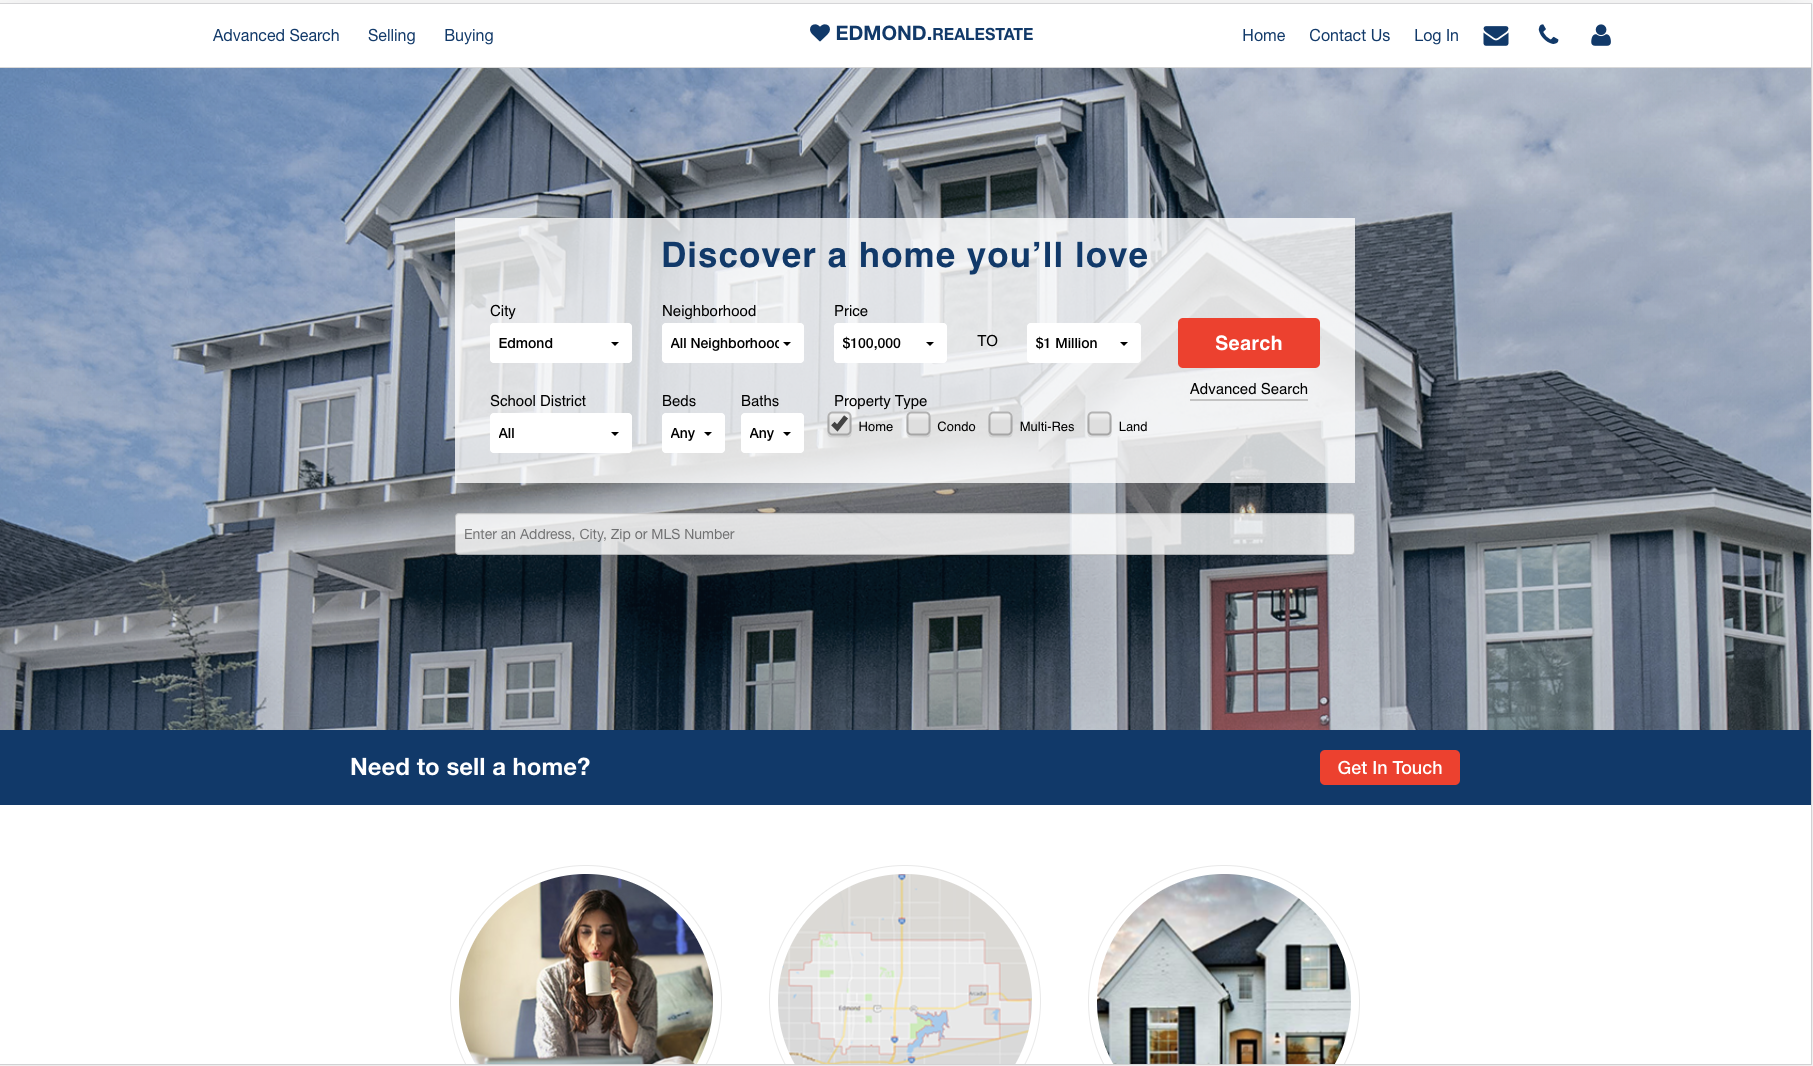 Advanced Search Selling Buying
EDMOND.REALESTATE
Home Contact Us Log In
Discover a home you’ll love
City Neighborhood Price
Edmond All Neighborhood $100,000 TO $1 Million Search
Advanced Search
School District Beds Baths Property Type
All Any Any Home Condo Multi-Res Land
Enter an Address, City, Zip or MLS Number
Need to sell a home? Get In Touch
Arcadia
Edmond